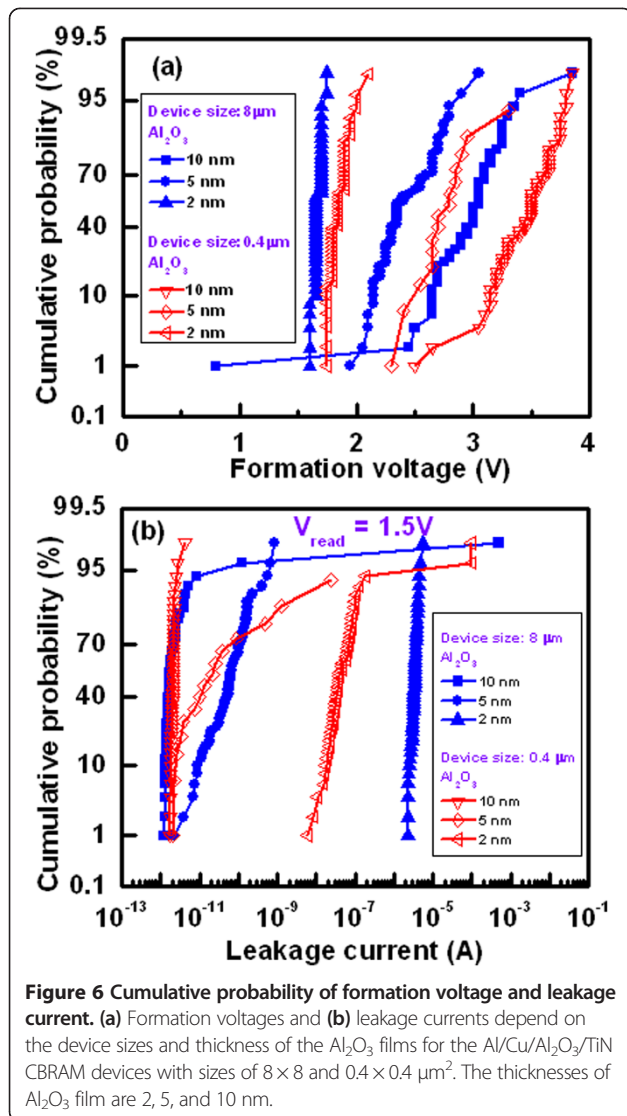 99.5
95
70
40
10
1
0.1
Cumulative probability (%)
(a)
Device size: 8µm
Al₂O₃
10 nm
5 nm
2 nm
Device size: 0.4µm
Al₂O₃
10 nm
5 nm
2 nm
0 1 2 3 4
Formation voltage (V)
99.5
95
70
40
10
1
0.1
Cumulative probability (%)
(b)
V_read = 1.5V
Device size: 8 µm
Al₂O₃
10 nm
5 nm
2 nm
Device size: 0.4 µm
Al₂O₃
10 nm
5 nm
2 nm
10⁻¹³ 10⁻¹¹ 10⁻⁹ 10⁻⁷ 10⁻⁵ 10⁻³ 10⁻¹
Leakage current (A)
Figure 6 Cumulative probability of formation voltage and leakage
current. (a) Formation voltages and (b) leakage currents depend on
the device sizes and thickness of the Al₂O₃ films for the Al/Cu/Al₂O₃/TiN
CBRAM devices with sizes of 8 × 8 and 0.4 × 0.4 µm². The thicknesses of
Al₂O₃ film are 2, 5, and 10 nm.